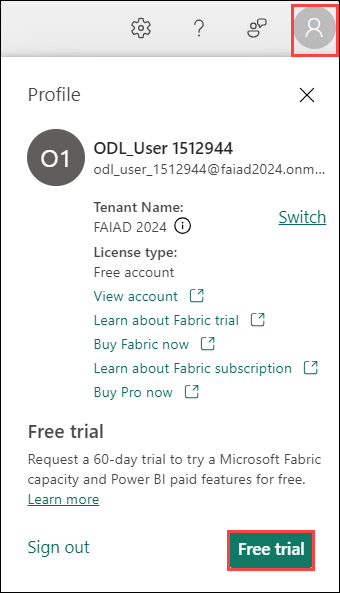 Profile
O1
ODL_User 1512944
odl_user_1512944@faiad2024.onm...
Tenant Name:
FAIAD 2024
Switch
License type:
Free account
View account
Learn about Fabric trial
Buy Fabric now
Learn about Fabric subscription
Buy Pro now
Free trial
Request a 60-day trial to try a Microsoft Fabric
capacity and Power BI paid features for free.
Learn more
Sign out
Free trial